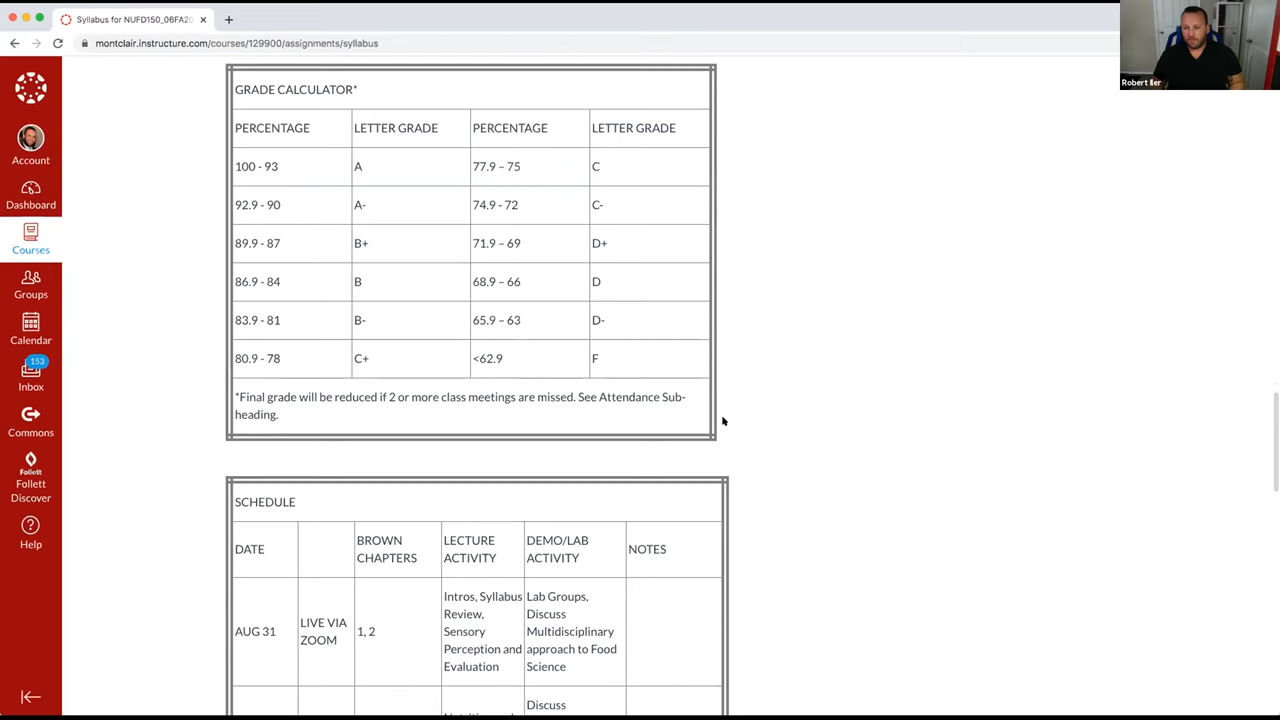 Syllabus for NUFD150_06FA20
montclair.instructure.com/courses/129900/assignments/syllabus
Robert Iler
Account
Dashboard
Courses
Groups
Calendar
153
Inbox
Commons
Follett
Follett
Discover
Help
GRADE CALCULATOR*
PERCENTAGE LETTER GRADE PERCENTAGE LETTER GRADE
100 - 93 A 77.9 – 75 C
92.9 - 90 A- 74.9 - 72 C-
89.9 - 87 B+ 71.9 – 69 D+
86.9 - 84 B 68.9 – 66 D
83.9 - 81 B- 65.9 – 63 D-
80.9 - 78 C+ <62.9 F
*Final grade will be reduced if 2 or more class meetings are missed. See Attendance Sub-
heading.
SCHEDULE
DATE
BROWN
CHAPTERS
LECTURE
ACTIVITY
DEMO/LAB
ACTIVITY
NOTES
AUG 31
LIVE VIA
ZOOM
1, 2
Intros, Syllabus
Review,
Sensory
Perception and
Evaluation
Lab Groups,
Discuss
Multidisciplinary
approach to Food
Science
Discuss